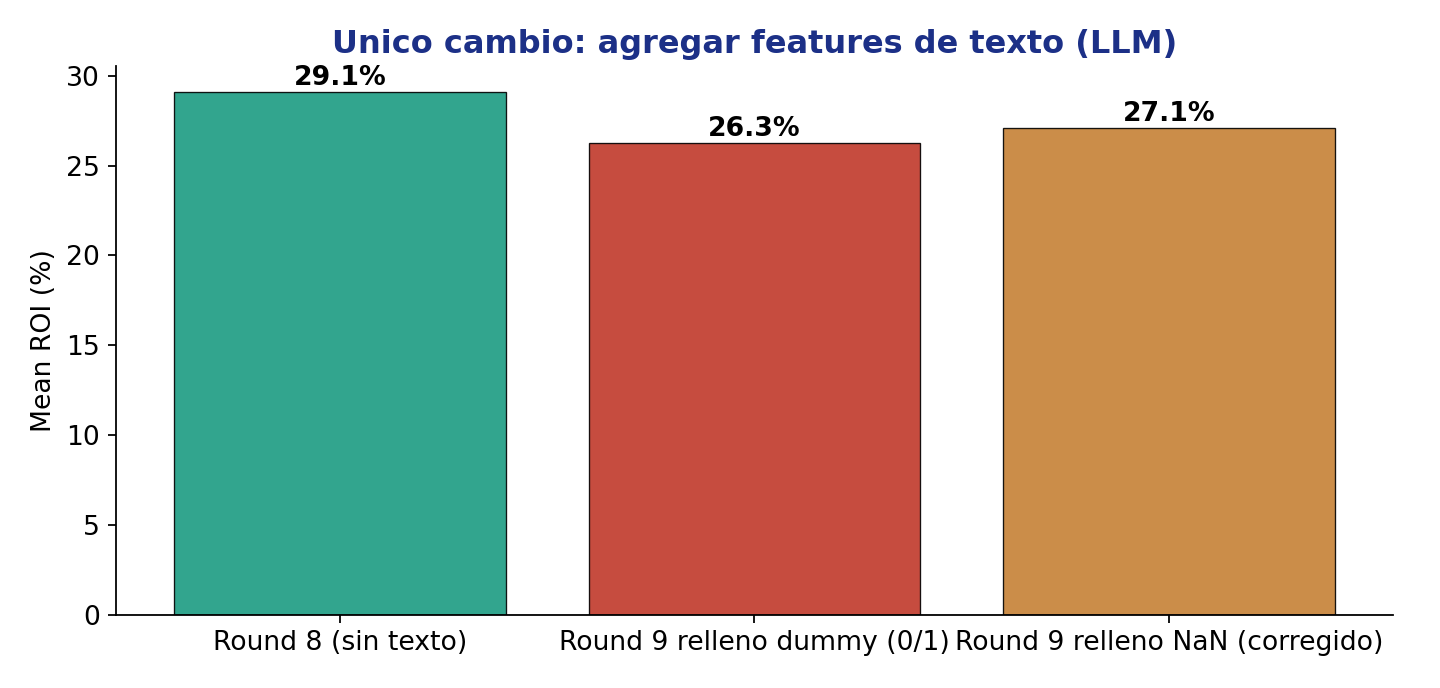 Unico cambio: agregar features de texto (LLM)
Mean ROI (%)
30
25
20
15
10
5
0
29.1%
26.3%
27.1%
Round 8 (sin texto)
Round 9 relleno dummy (0/1)
Round 9 relleno NaN (corregido)